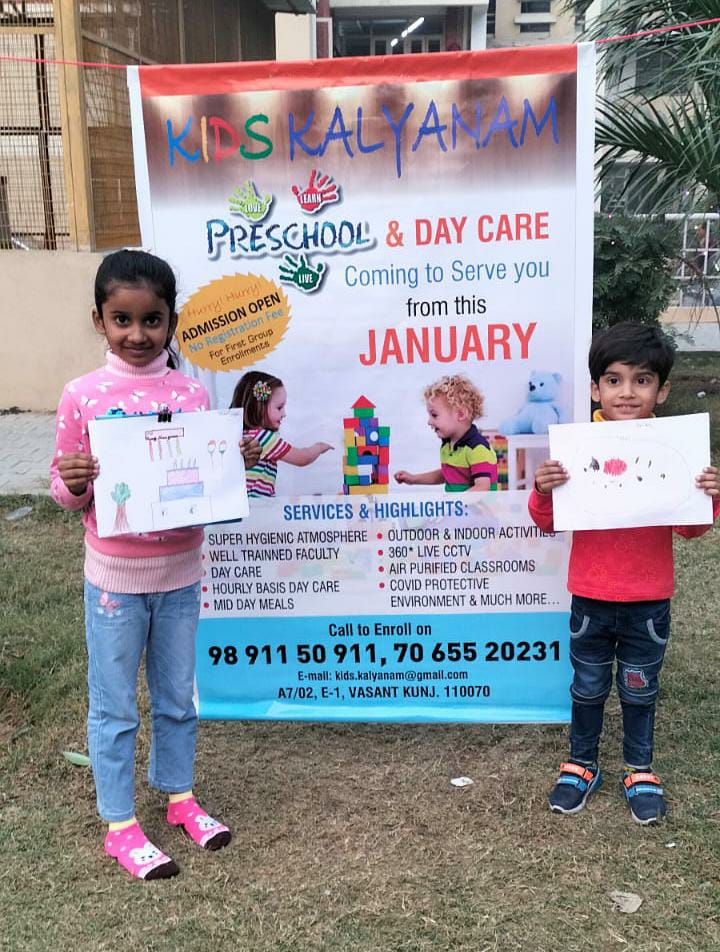 KIDS KALYANAM
LOVE
LEARN
PRESCHOOL & DAY CARE
LIVE
Coming to Serve you
from this
JANUARY
Hurry! Hurry!
ADMISSION OPEN
No Registration Fee
For First Group
Enrollments
SERVICES & HIGHLIGHTS:
SUPER HYGIENIC ATMOSPHERE
• WELL TRAINNED FACULTY
DAY CARE
• HOURLY BASIS DAY CARE
• MID DAY MEALS
• OUTDOOR & INDOOR ACTIVITIES
• 360* LIVE CCTV
• AIR PURIFIED CLASSROOMS
• COVID PROTECTIVE
ENVIRONMENT & MUCH MORE...
Call to Enroll on
98 911 50 911, 70 655 20231
E-mail: kids.kalyanam@gmail.com
A7/02, E-1, VASANT KUNJ. 110070